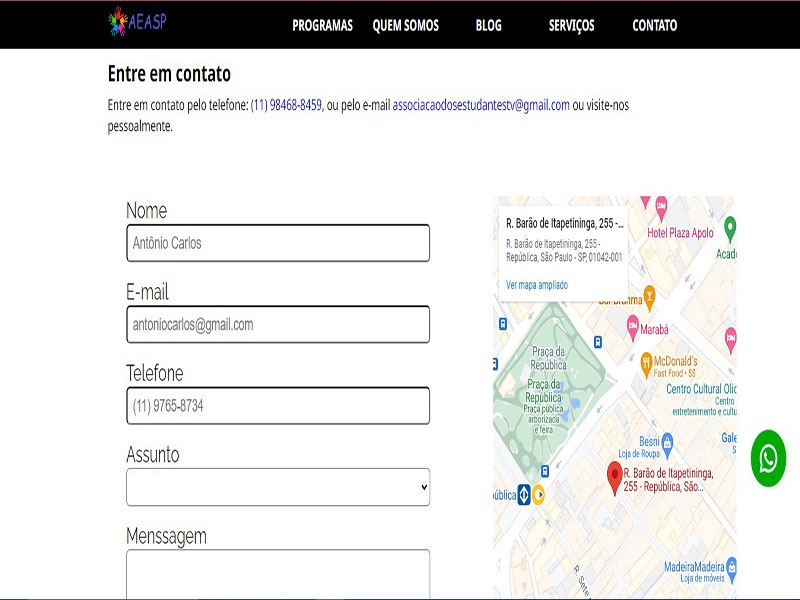 AEASP
PROGRAMAS QUEM SOMOS BLOG SERVIÇOS CONTATO
Entre em contato
Entre em contato pelo telefone: (11) 98468-8459, ou pelo e-mail associacaodosestudantestv@gmail.com ou visite-nos
pessoalmente.
Nome
Antônio Carlos
E-mail
antoniocarlos@gmail.com
Telefone
(11) 9765-8734
Assunto
Menssagem
R. Barão de Itapetininga, 255 -...
R. Barão de Itapetininga, 255 -
República, São Paulo - SP, 01042-001
Ver mapa ampliado
Hotel Plaza Apolo
Acade
Bar Brahma
Marabá
Praça da
República
Praça da
República
Praça pública
arborizada
e feira
McDonald's
Fast Food • $$
Centro Cultural Olid
Centro
entretenimento e cultu
Besni
Loja de Roupa
Gale
R. Barão de Itapetininga,
255 - República, São...
ública
MadeiraMadeira
Loja de móveis
R. Sete